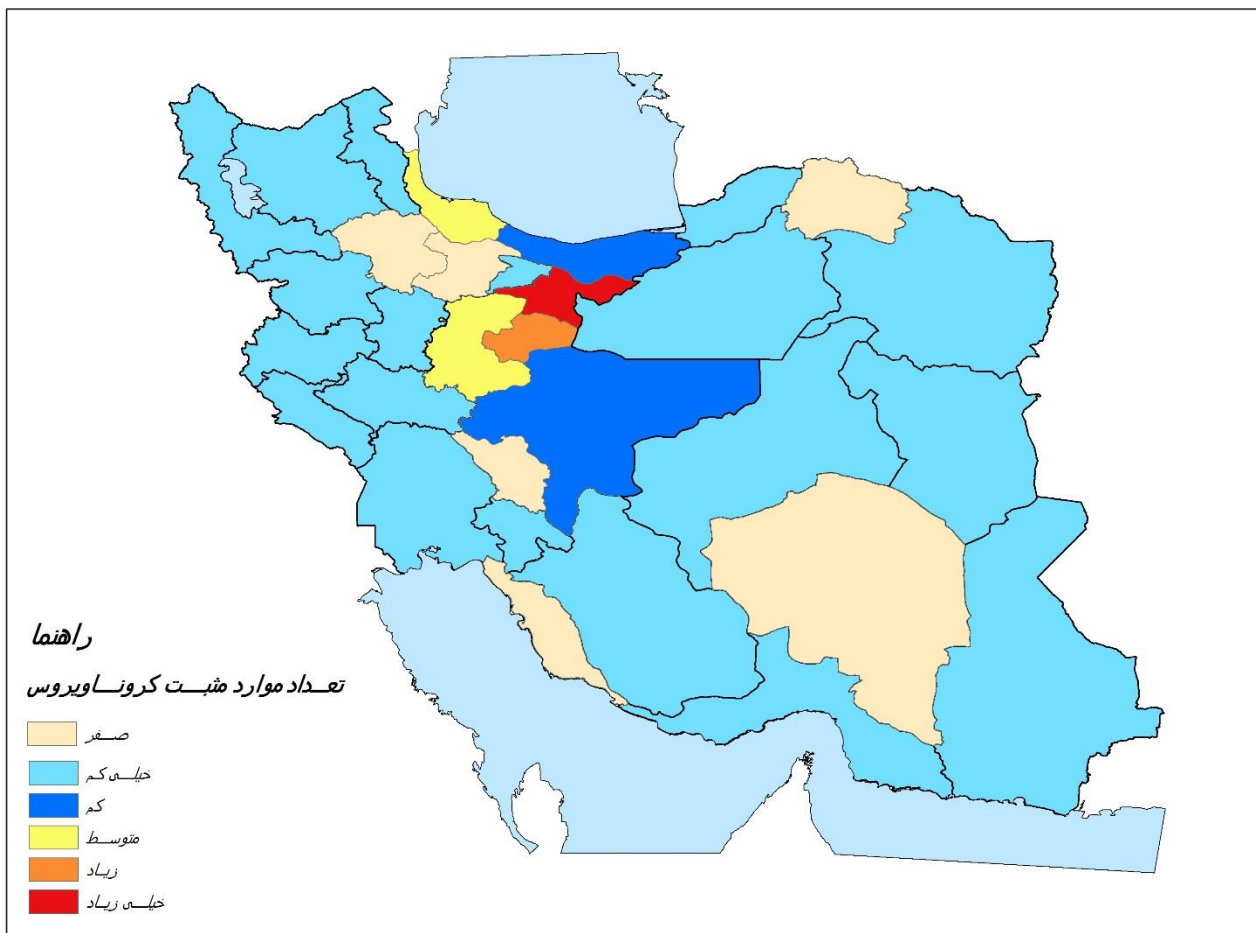 راهنما
تعداد موارد مثبت کروناویروس
صفر
خیلی کم
کم
متوسط
زیاد
خیلی زیاد